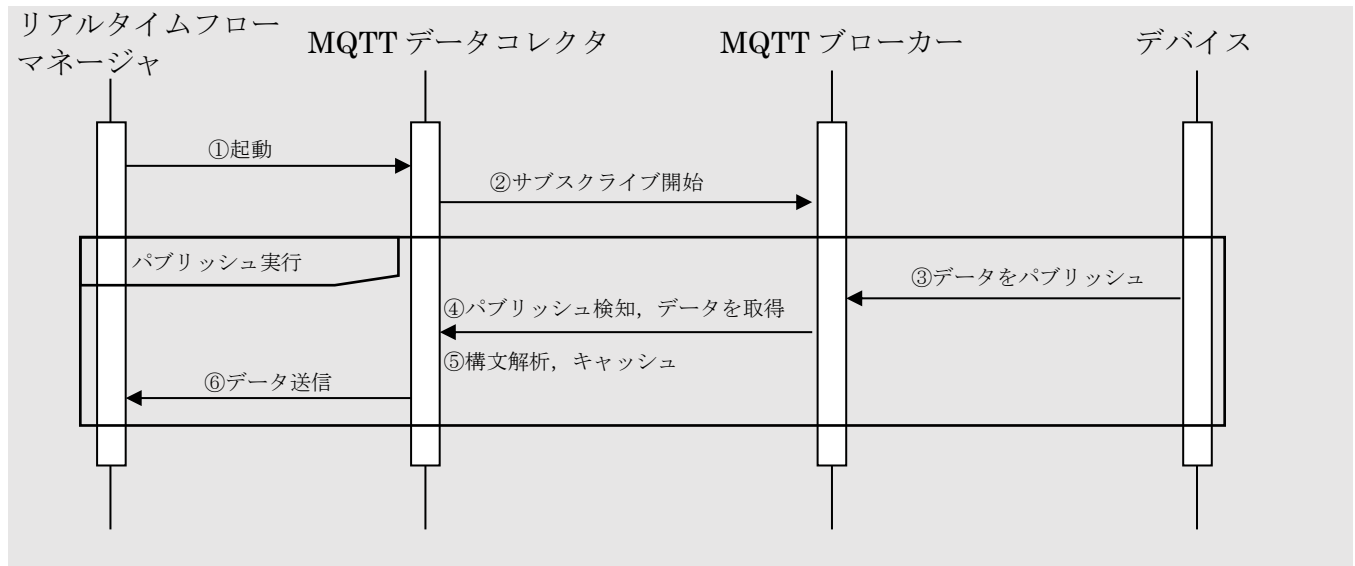 リアルタイムフロー
マネージャ
MQTT データコレクタ
MQTT ブローカー
デバイス
①起動
②サブスクライブ開始
パブリッシュ実行
③データをパブリッシュ
④パブリッシュ検知，データを取得
⑤構文解析，キャッシュ
⑥データ送信